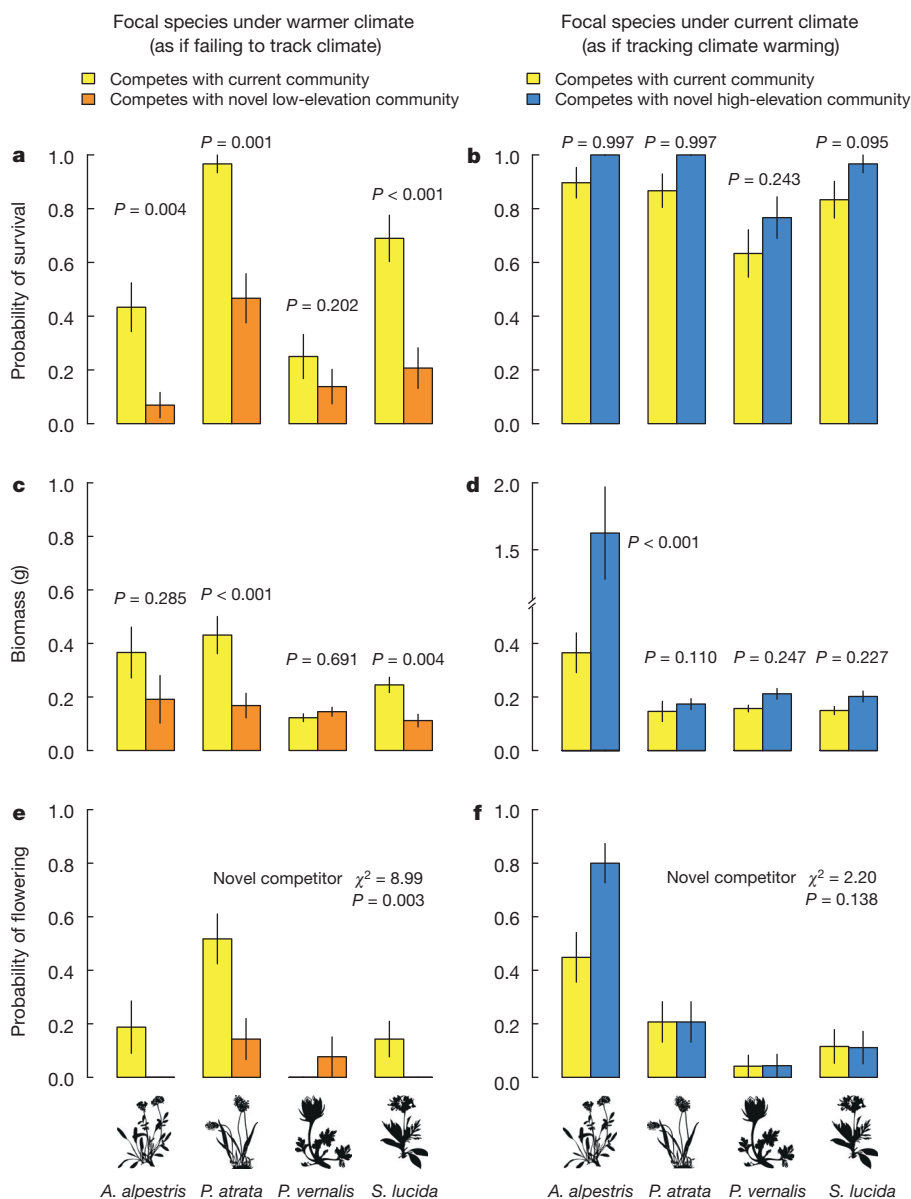 Focal species under warmer climate
(as if failing to track climate)
Competes with current community
Competes with novel low-elevation community
Focal species under current climate
(as if tracking climate warming)
Competes with current community
Competes with novel high-elevation community
a
Probability of survival
1.0
0.8
0.6
0.4
0.2
0.0
P = 0.004
P = 0.001
P = 0.202
P < 0.001
b
1.0
0.8
0.6
0.4
0.2
0.0
P = 0.997
P = 0.997
P = 0.243
P = 0.095
c
Biomass (g)
1.0
0.8
0.6
0.4
0.2
0.0
P = 0.285
P < 0.001
P = 0.691
P = 0.004
d
2.0
1.5
0.4
0.2
0.0
P < 0.001
P = 0.110
P = 0.247
P = 0.227
e
Probability of flowering
1.0
0.8
0.6
0.4
0.2
0.0
Novel competitor χ² = 8.99
P = 0.003
f
1.0
0.8
0.6
0.4
0.2
0.0
Novel competitor χ² = 2.20
P = 0.138
A. alpestris P. atrata P. vernalis S. lucida
A. alpestris P. atrata P. vernalis S. lucida